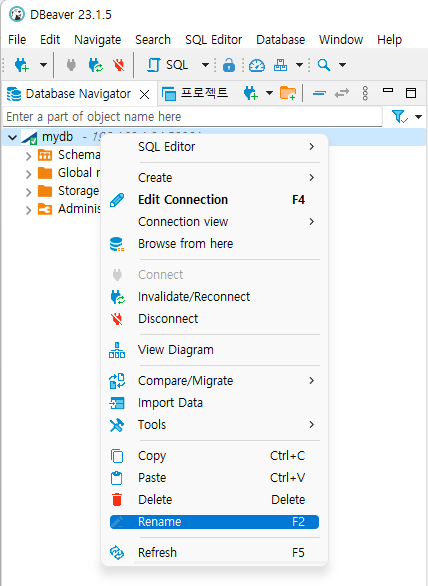 DBeaver 23.1.5
File Edit Navigate Search SQL Editor Database Window Help
SQL
Database Navigator 프로젝트
Enter a part of object name here
mydb
Schema
Global
Storage
Adminis
SQL Editor
Create
Edit Connection F4
Connection view
Browse from here
Connect
Invalidate/Reconnect
Disconnect
View Diagram
Compare/Migrate
Import Data
Tools
Copy Ctrl+C
Paste Ctrl+V
Delete Delete
Rename F2
Refresh F5